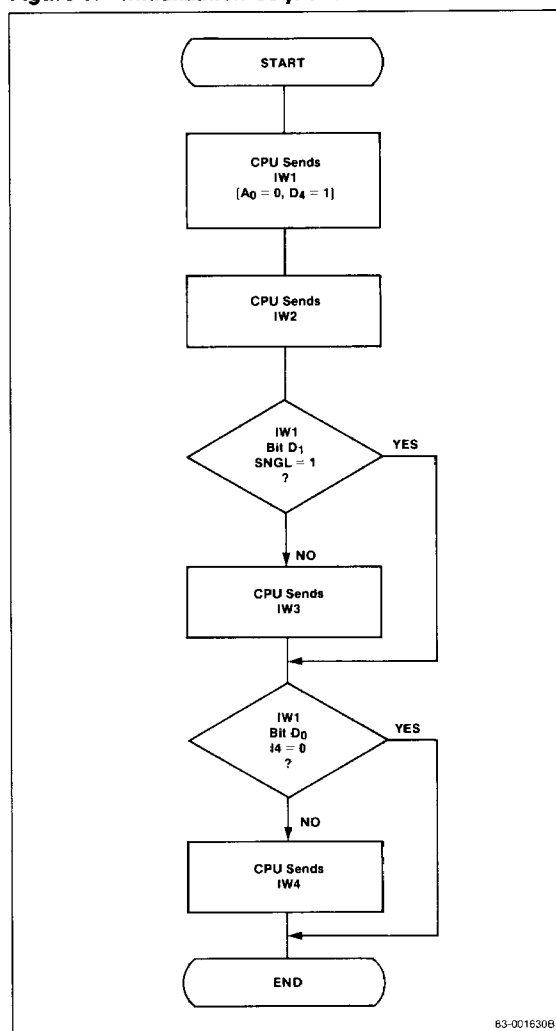 START
CPU Sends
IW1
[A0 = 0, D4 = 1]
CPU Sends
IW2
IW1
Bit D1
SNGL = 1
?
YES
NO
CPU Sends
IW3
IW1
Bit D0
I4 = 0
?
YES
NO
CPU Sends
IW4
END
83-001630B